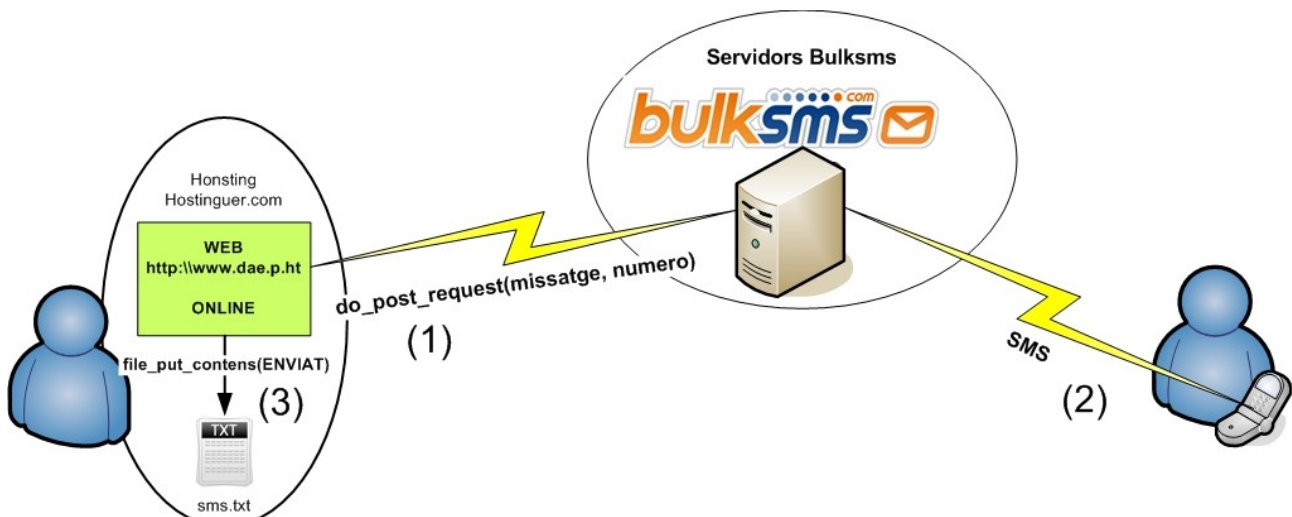 Servidors Bulksms
bulksms.com
Honsting
Hostinguer.com
WEB
http:\\www.dae.p.ht
ONLINE
do_post_request(missatge, numero)
(1)
file_put_contens(ENVIAT)
(3)
TXT
sms.txt
SMS
(2)